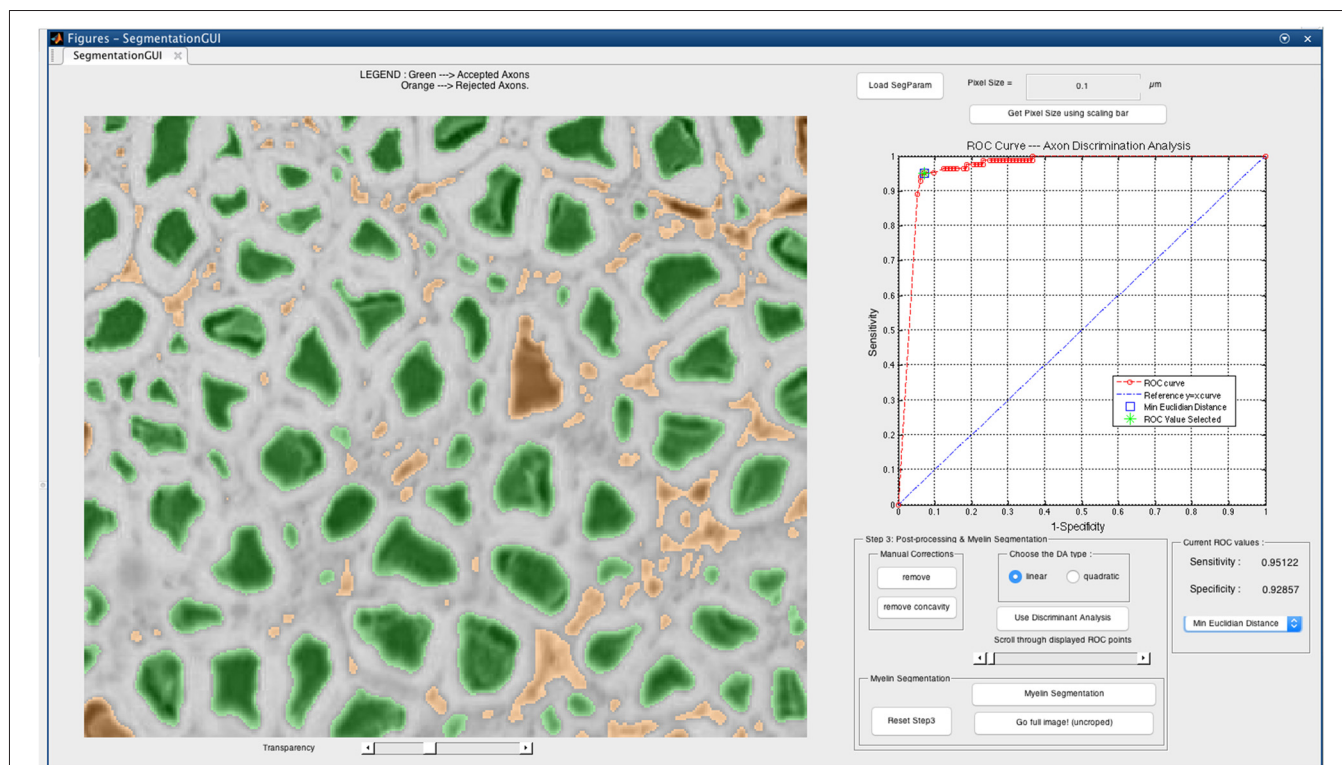 Figures - SegmentationGUI
SegmentationGUI
LEGEND : Green ---> Accepted Axons
Orange ---> Rejected Axons.
Load SegParam
Pixel Size =
0.1
µm
Get Pixel Size using scaling bar
ROC Curve --- Axon Discrimination Analysis
1
0.9
0.8
0.7
0.6
0.5
0.4
0.3
0.2
0.1
0
Sensitivity
ROC curve
Reference y=x curve
Min Euclidian Distance
ROC Value Selected
0 0.1 0.2 0.3 0.4 0.5 0.6 0.7 0.8 0.9 1
1-Specificity
Step 3: Post-processing & Myelin Segmentation
Manual Corrections
remove
remove concavity
Choose the DA type :
linear quadratic
Use Discriminant Analysis
Scroll through displayed ROC points
Current ROC values :
Sensitivity : 0.95122
Specificity : 0.92857
Min Euclidian Distance
Myelin Segmentation
Reset Step3
Myelin Segmentation
Go full image! (uncroped)
Transparency